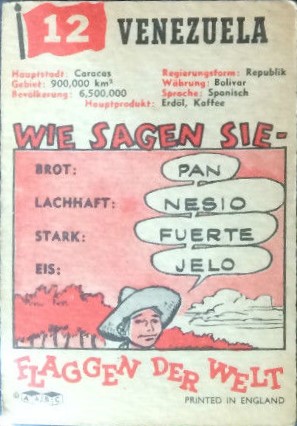 12 VENEZUELA
Hauptstadt: Caracas
Gebiet: 900,000 km²
Bevölkerung: 6,500,000
Regierungsform: Republik
Währung: Bolivar
Sprache: Spanisch
Hauptprodukt: Erdöl, Kaffee
WIE SAGEN SIE-
BROT: PAN
LACHHAFT: NESIO
STARK: FUERTE
EIS: JELO
FLAGGEN DER WELT
© A.&B.C.
PRINTED IN ENGLAND